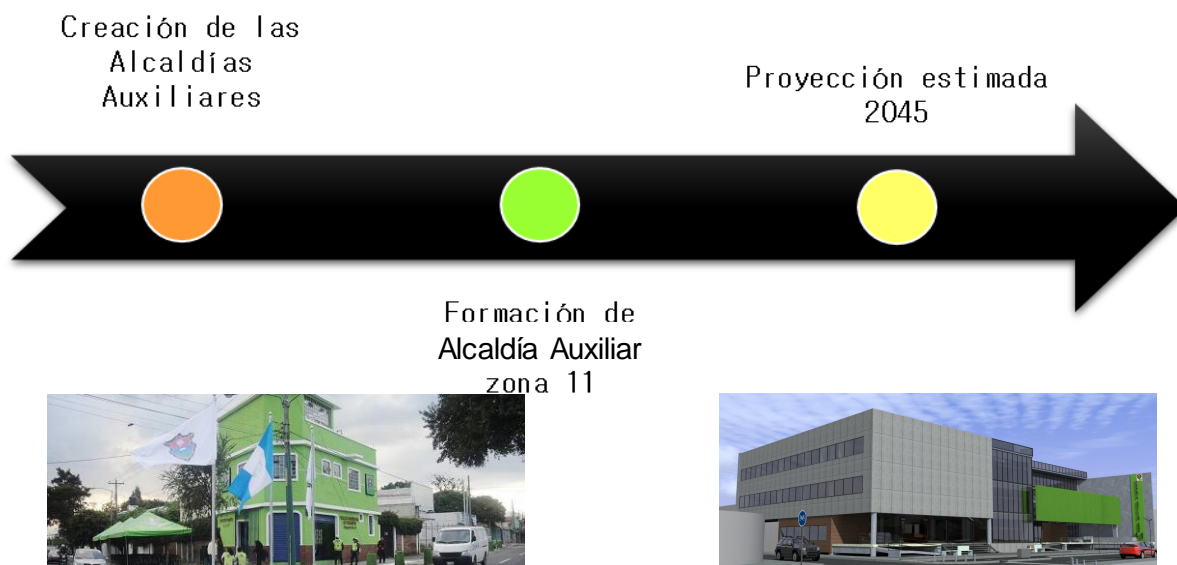 Creación de las
Alcaldías
Auxiliares
Proyección estimada
2045
Formación de
Alcaldía Auxiliar
zona 11